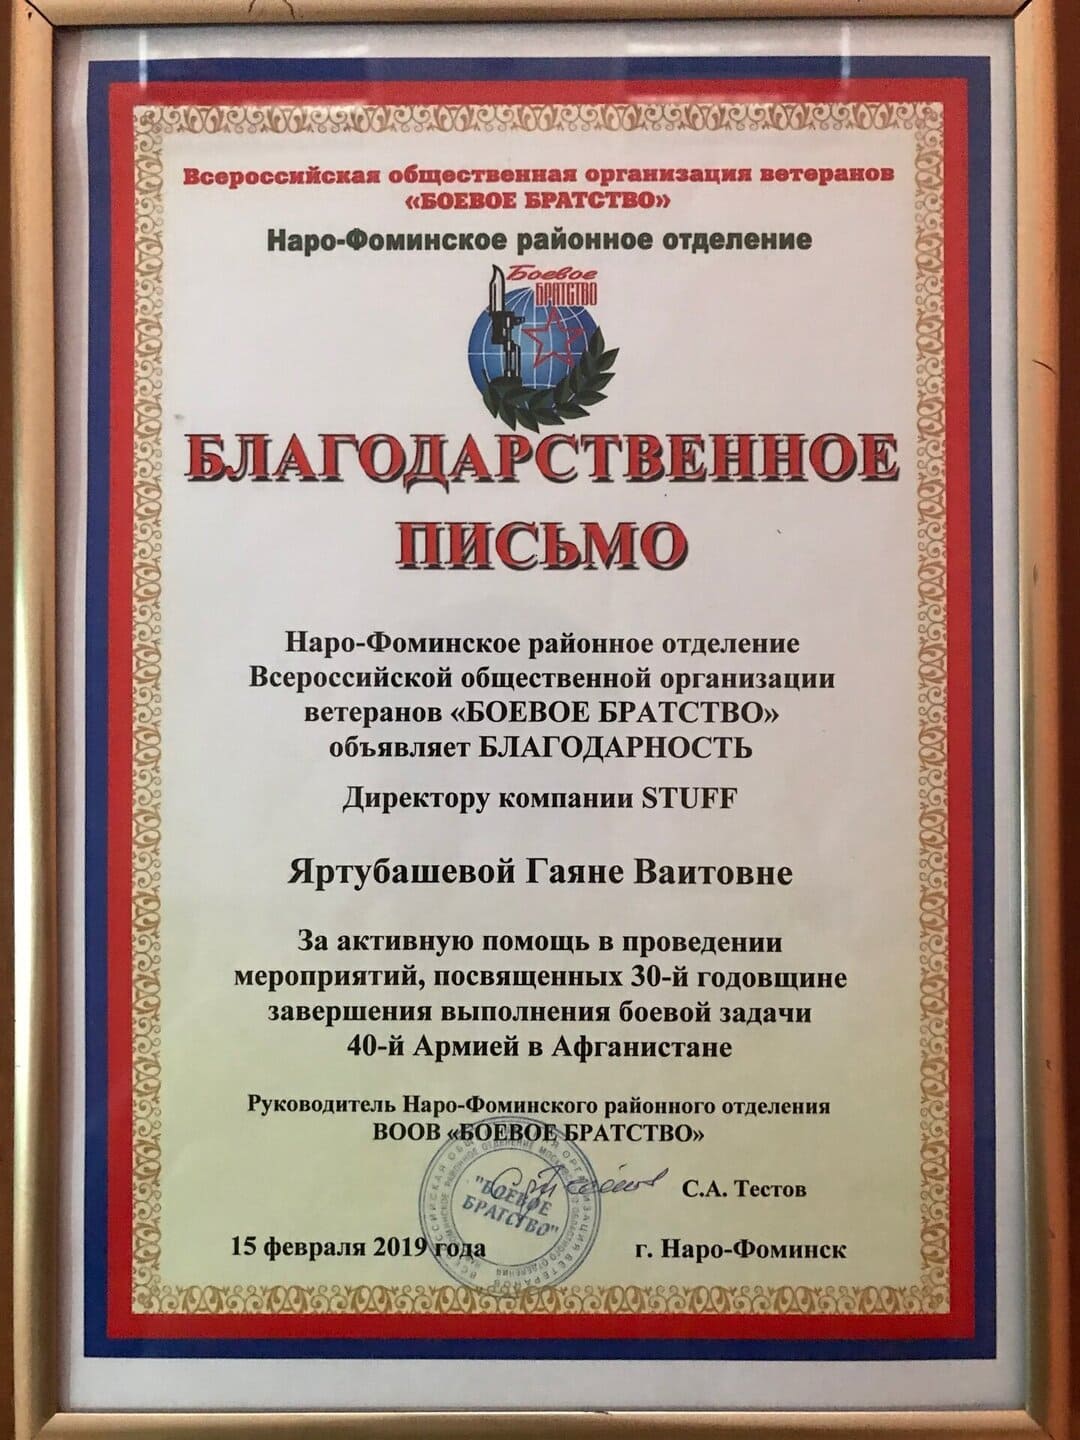 Всероссийская общественная организация ветеранов
«БОЕВОЕ БРАТСТВО»
Наро-Фоминское районное отделение
Боевое
БРАТСТВО
БЛАГОДАРСТВЕННОЕ
ПИСЬМО
Наро-Фоминское районное отделение
Всероссийской общественной организации
ветеранов «БОЕВОЕ БРАТСТВО»
объявляет БЛАГОДАРНОСТЬ
Директору компании STUFF
Яртубашевой Гаяне Ваитовне
За активную помощь в проведении
мероприятий, посвященных 30-й годовщине
завершения выполнения боевой задачи
40-й Армией в Афганистане
Руководитель Наро-Фоминского районного отделения
ВООВ «БОЕВОЕ БРАТСТВО»
"БОЕВОЕ
БРАТСТВО"
С.А. Тестов
15 февраля 2019 года
г. Наро-Фоминск